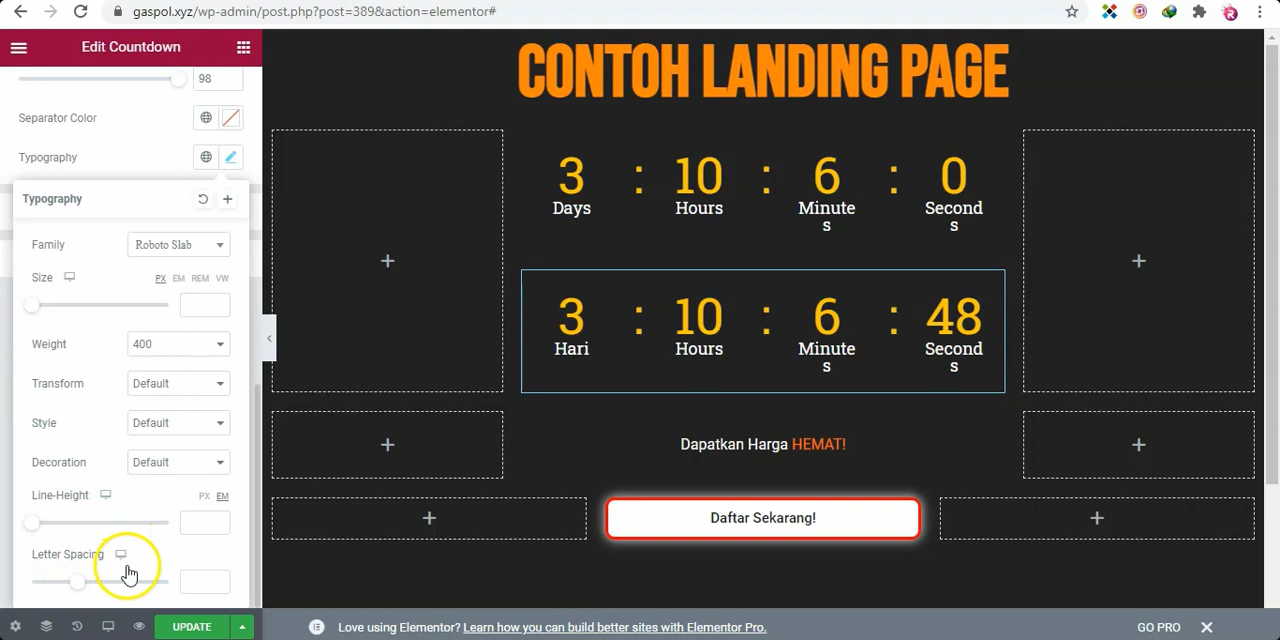 gaspol.xyz/wp-admin/post.php?post=389&action=elementor#
Edit Countdown
98
Separator Color
Typography
Typography
Family
Roboto Slab
Size
PX EM REM VW
Weight
400
Transform
Default
Style
Default
Decoration
Default
Line-Height
PX EM
Letter Spacing
UPDATE
CONTOH LANDING PAGE
3 : 10 : 6 : 0
Days Hours Minute Second
s s
3 : 10 : 6 : 48
Hari Hours Minute Second
s s
Dapatkan Harga HEMAT!
Daftar Sekarang!
Love using Elementor? Learn how you can build better sites with Elementor Pro.
GO PRO